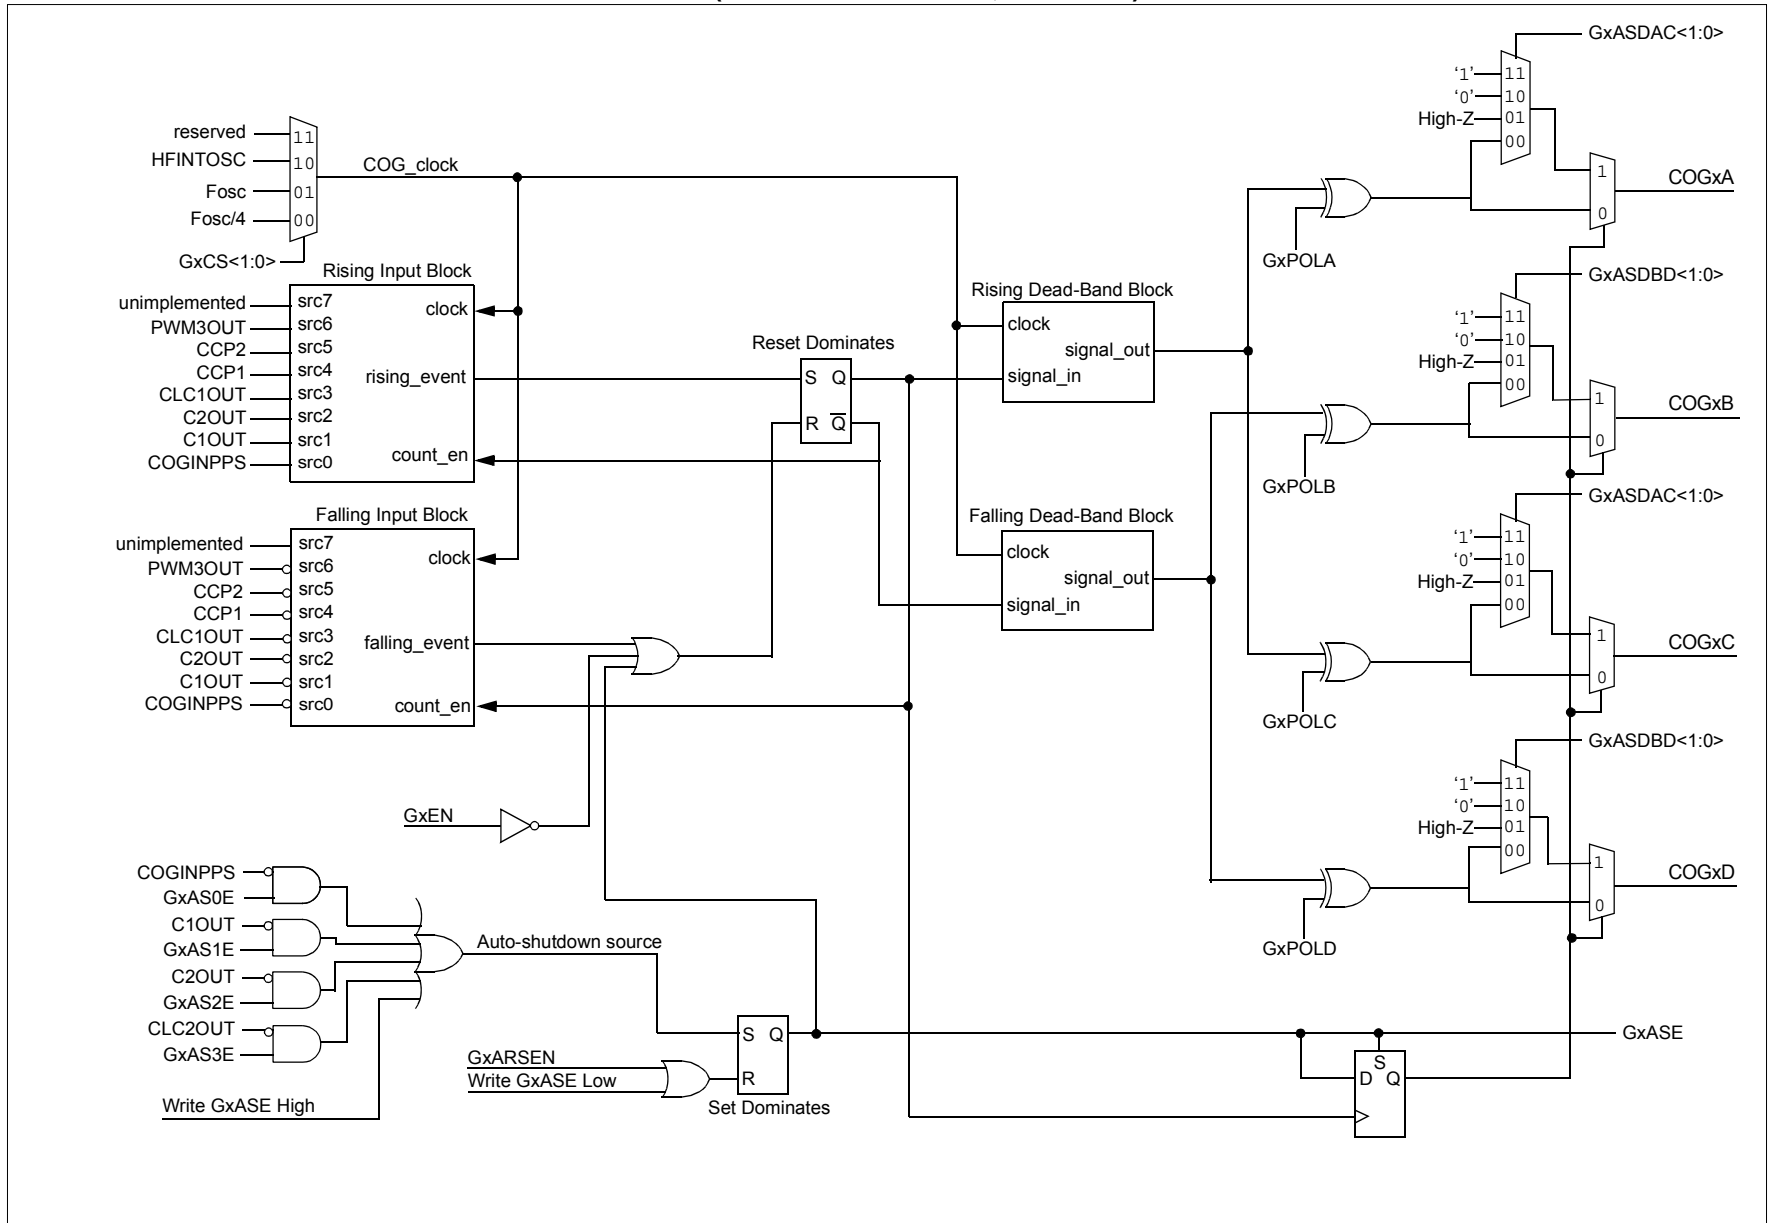 GxASDAC<1:0>
‘1’ 11
‘0’ 10
High-Z 01
00
1
0
COGxA
GxPOLA
reserved 11
HFINTOSC 10
Fosc 01
Fosc/4 00
GxCS<1:0>
COG_clock
Rising Input Block
unimplemented src7
PWM3OUT src6
CCP2 src5
CCP1 src4
CLC1OUT src3
C2OUT src2
C1OUT src1
COGINPPS src0
clock
rising_event
count_en
Falling Input Block
unimplemented src7
PWM3OUT src6
CCP2 src5
CCP1 src4
CLC1OUT src3
C2OUT src2
C1OUT src1
COGINPPS src0
clock
falling_event
count_en
Reset Dominates
S Q
R Q
Rising Dead-Band Block
clock
signal_out
signal_in
Falling Dead-Band Block
clock
signal_out
signal_in
GxASDBD<1:0>
‘1’ 11
‘0’ 10
High-Z 01
00
1
0
COGxB
GxPOLB
GxASDAC<1:0>
‘1’ 11
‘0’ 10
High-Z 01
00
1
0
COGxC
GxPOLC
GxASDBD<1:0>
‘1’ 11
‘0’ 10
High-Z 01
00
1
0
COGxD
GxPOLD
GxEN
COGINPPS
GxAS0E
C1OUT
GxAS1E
C2OUT
GxAS2E
CLC2OUT
GxAS3E
Write GxASE High
Auto-shutdown source
GxARSEN
Write GxASE Low
S Q
R
Set Dominates
GxASE
S
D Q